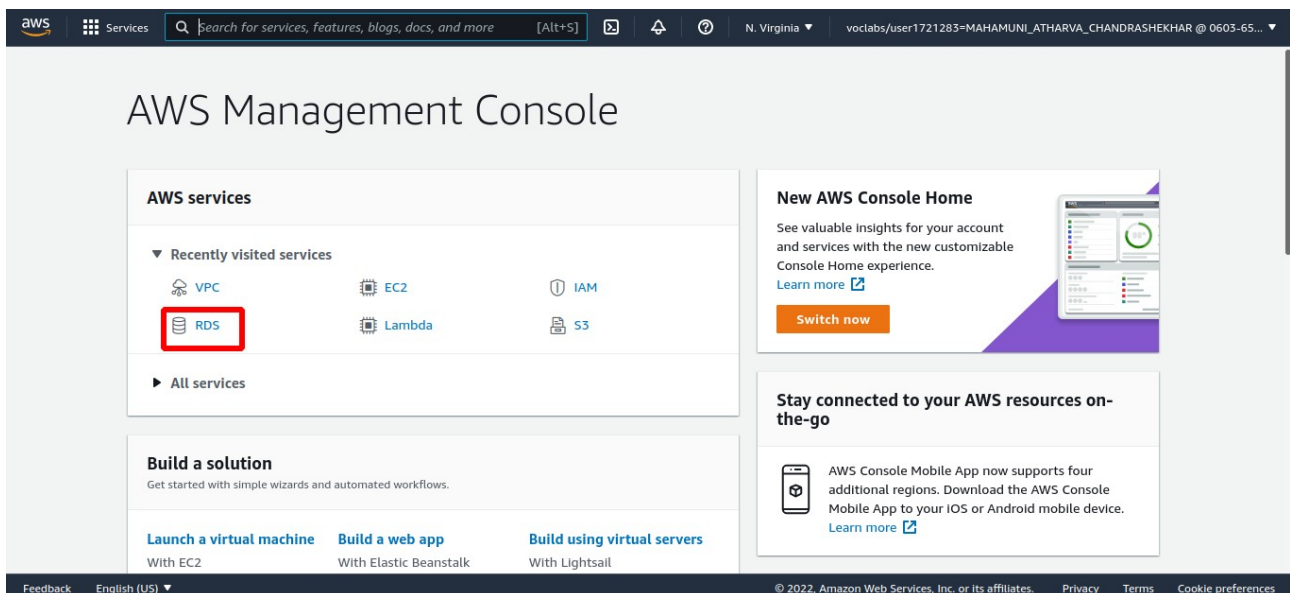 aws
Services
Search for services, features, blogs, docs, and more [Alt+S]
N. Virginia ▼
voclabs/user1721283=MAHAMUNI_ATHARVA_CHANDRASHEKHAR @ 0603-65... ▼
AWS Management Console
AWS services
▼ Recently visited services
VPC
EC2
IAM
RDS
Lambda
S3
▶ All services
Build a solution
Get started with simple wizards and automated workflows.
Launch a virtual machine
With EC2
Build a web app
With Elastic Beanstalk
Build using virtual servers
With Lightsail
New AWS Console Home
See valuable insights for your account
and services with the new customizable
Console Home experience.
Learn more
Switch now
Stay connected to your AWS resources on-
the-go
AWS Console Mobile App now supports four
additional regions. Download the AWS Console
Mobile App to your iOS or Android mobile device.
Learn more
Feedback
English (US) ▼
© 2022, Amazon Web Services, Inc. or its affiliates.
Privacy
Terms
Cookie preferences